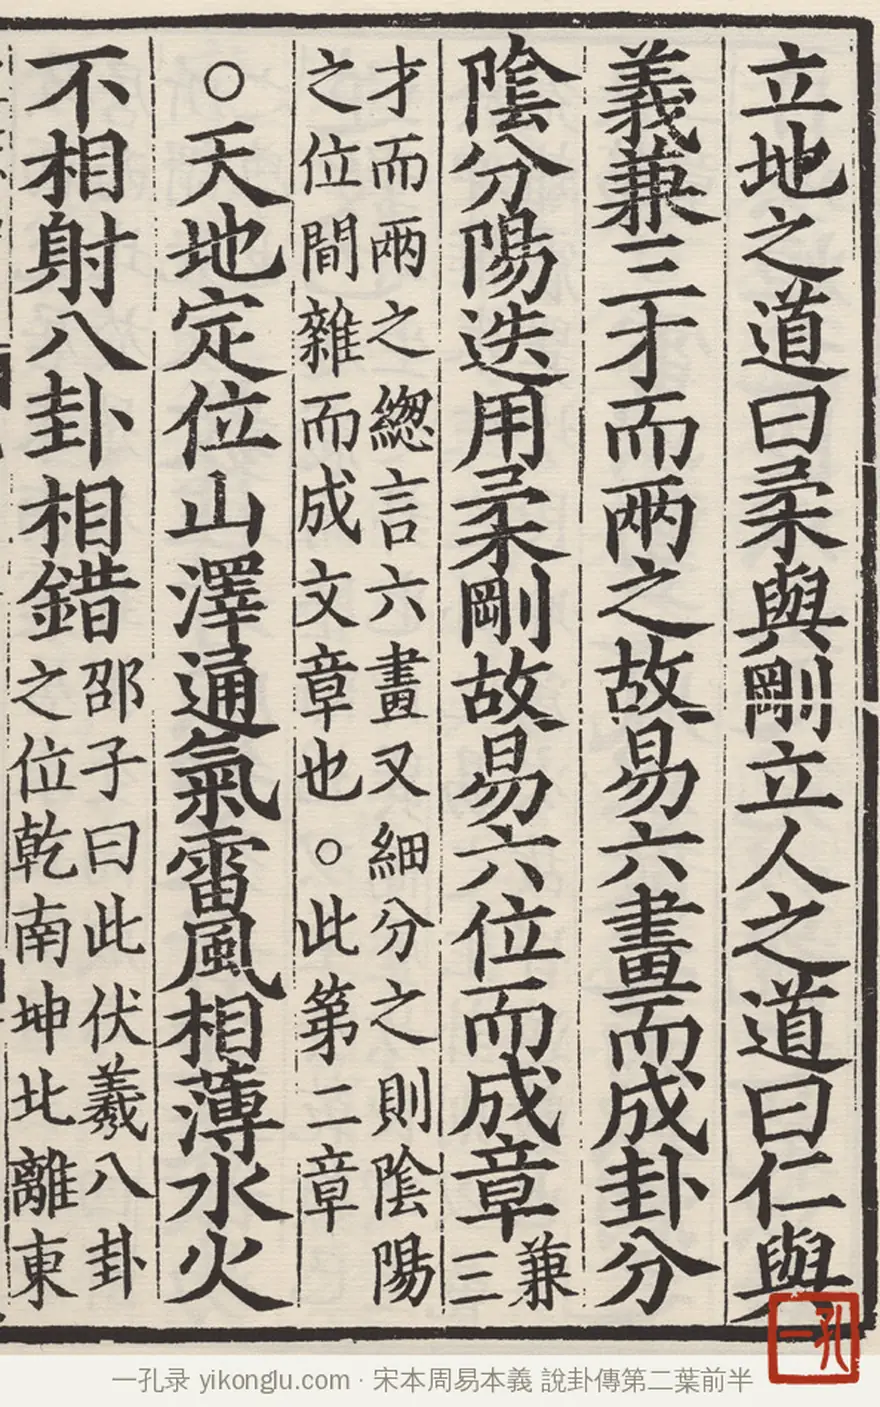 立地之道曰柔與剛立人之道曰仁與
義兼三才而兩之故易六畫而成卦分
陰分陽迭用柔剛故易六位而成章兼三
才而兩之總言六畫又細分之則陰陽
之位間雜而成文章也○此第二章
○天地定位山澤通氣雷風相薄水火
不相射八卦相錯邵子曰此伏羲八卦
之位乾南坤北離東
一孔
一孔录 yikonglu.com · 宋本周易本義 說卦傳第二葉前半